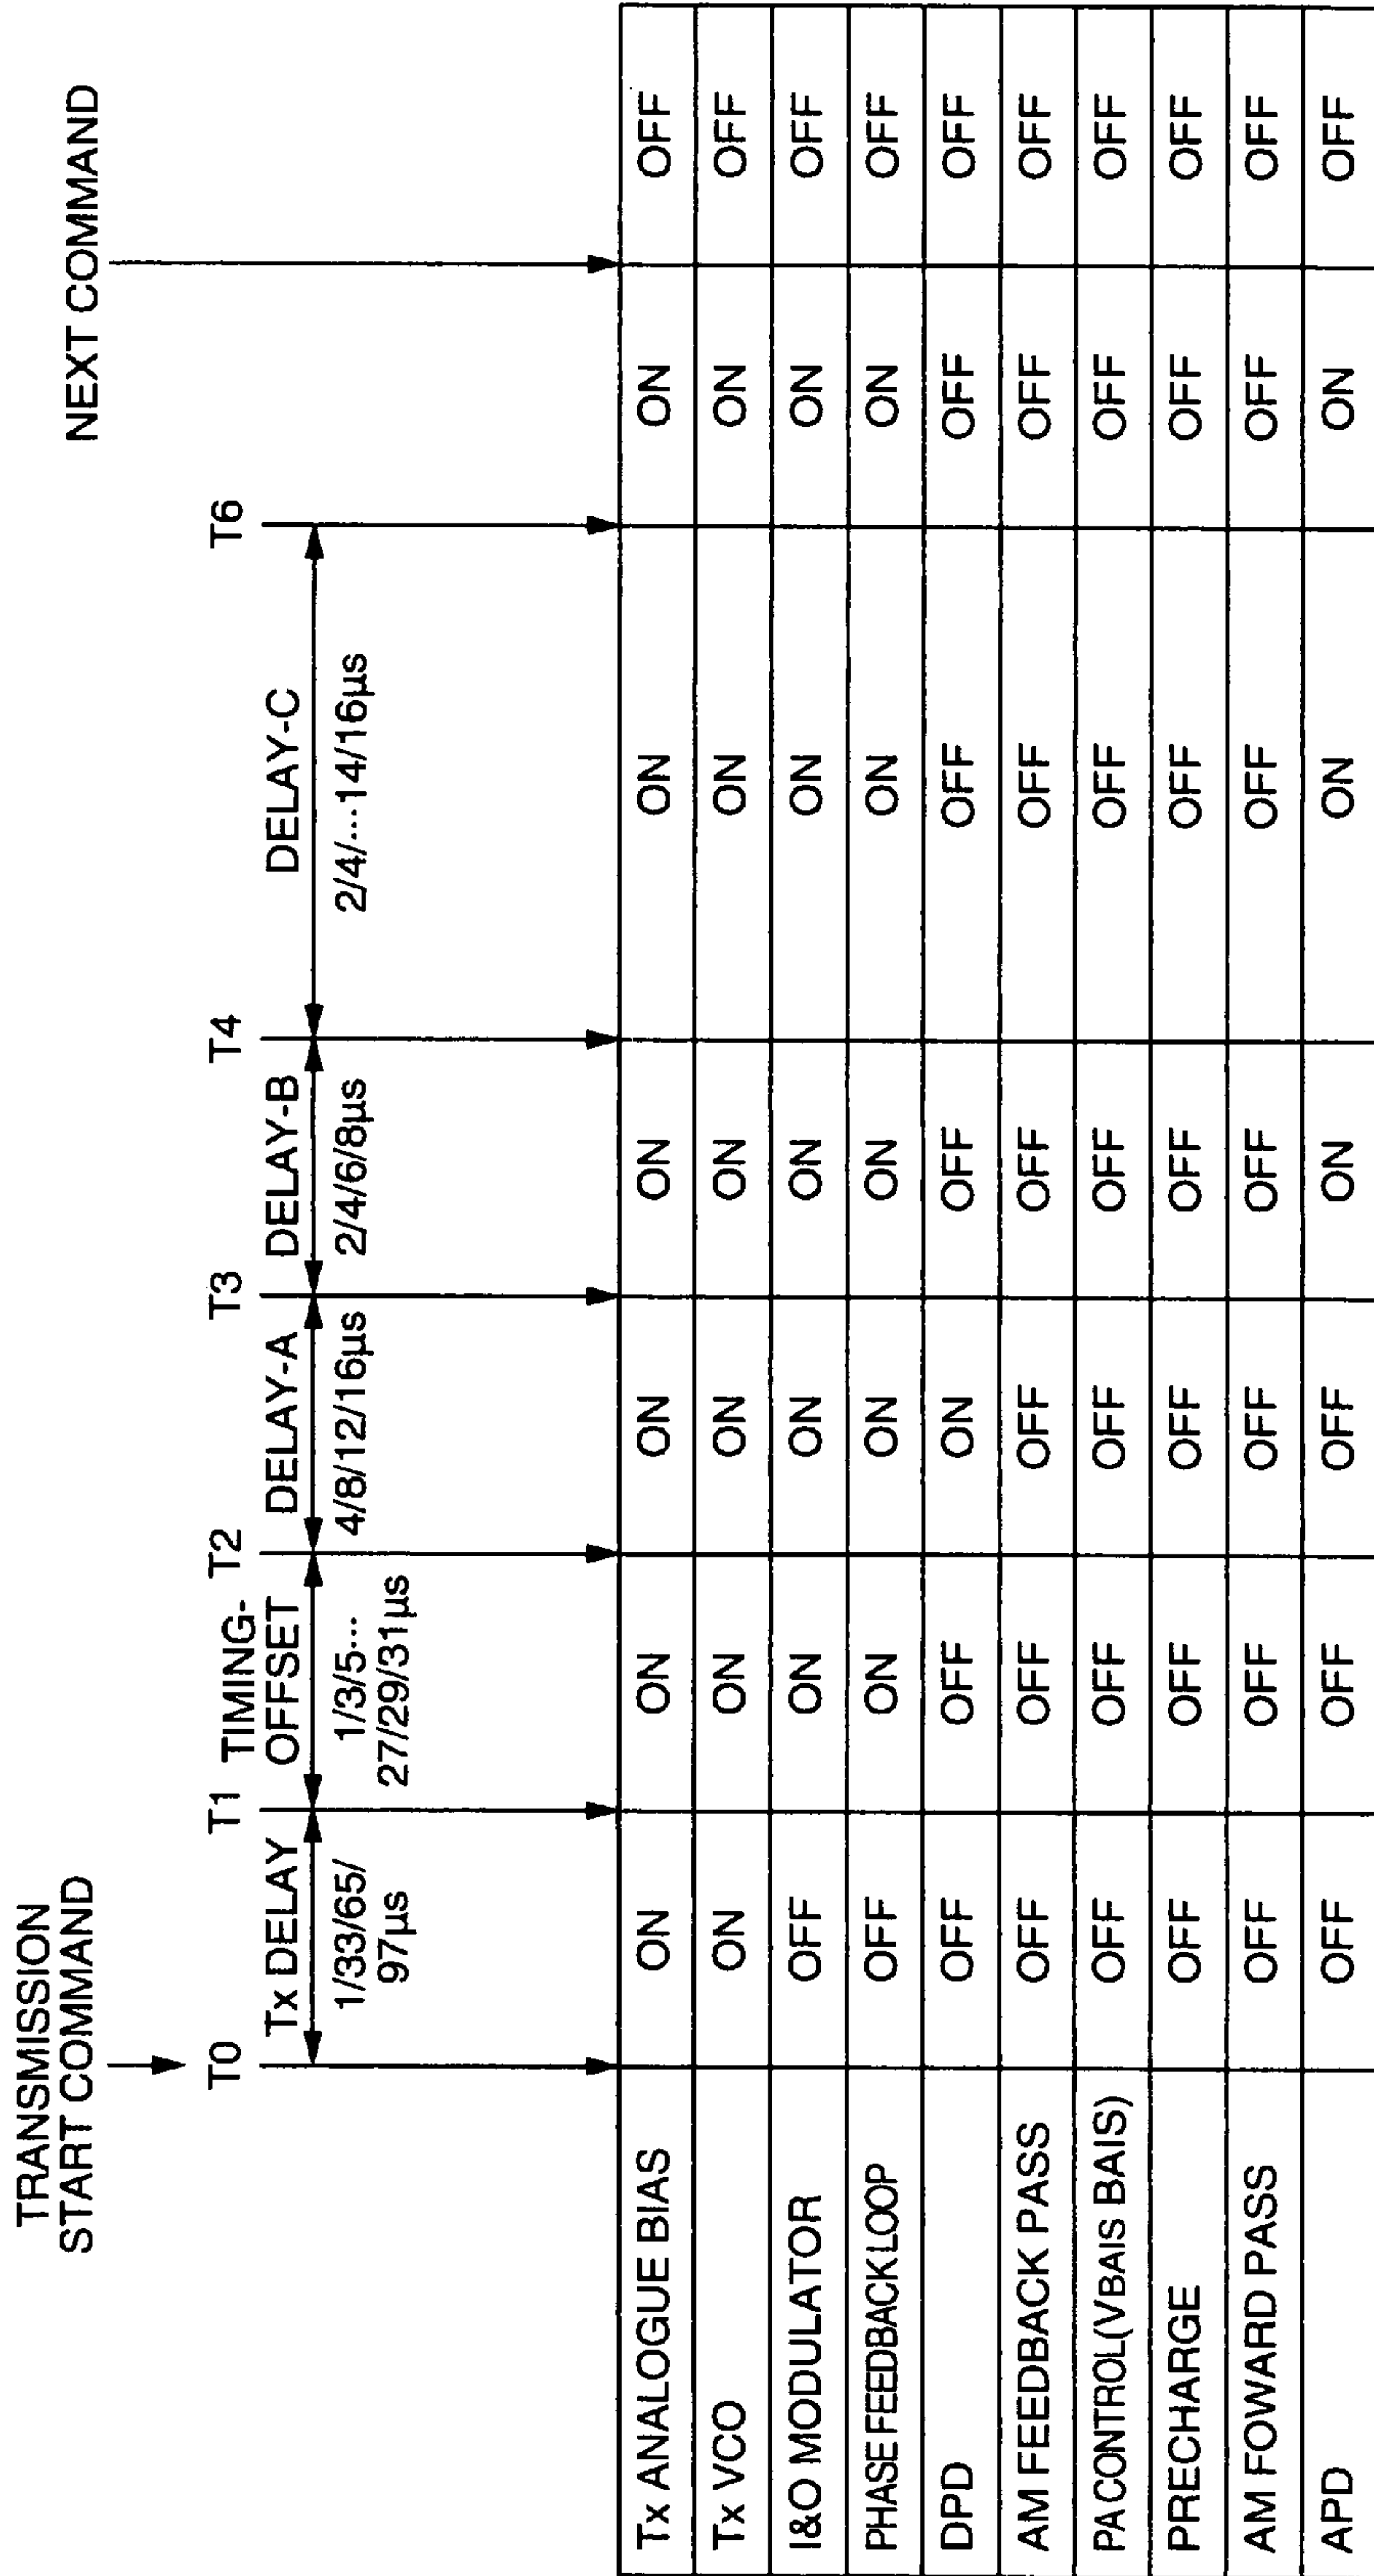 TRANSMISSION
START COMMAND
NEXT COMMAND
T0
T1
T2
T3
T4
T6
Tx DELAY
1/33/65/
97μs
TIMING-
OFFSET
1/3/5···
27/29/31μs
DELAY-A
4/8/12/16μs
DELAY-B
2/4/6/8μs
DELAY-C
2/4/···14/16μs
Tx ANALOGUE BIAS ON ON ON ON ON ON OFF
Tx VCO ON ON ON ON ON ON OFF
I&O MODULATOR OFF ON ON ON ON ON OFF
PHASE FEEDBACK LOOP OFF ON ON ON ON ON OFF
DPD OFF OFF ON OFF OFF OFF OFF
AM FEEDBACK PASS OFF OFF OFF OFF OFF OFF OFF
PA CONTROL(VBAIS BAIS) OFF OFF OFF OFF OFF OFF OFF
PRECHARGE OFF OFF OFF OFF OFF OFF OFF
AM FOWARD PASS OFF OFF OFF OFF OFF OFF OFF
APD OFF OFF OFF ON ON ON OFF